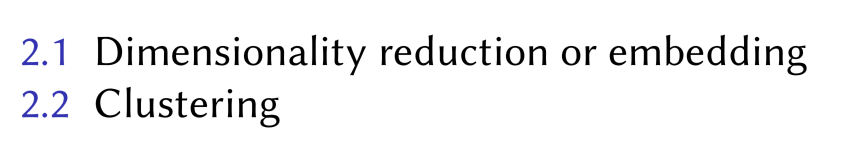 2.1 Dimensionality reduction or embedding
2.2 Clustering